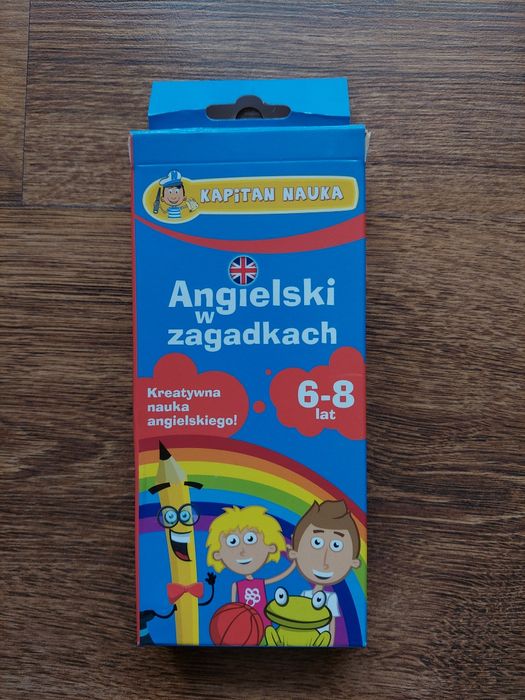 KAPITAN NAUKA
Angielski
w
zagadkach
Kreatywna
nauka
angielskiego!
6-8
lat